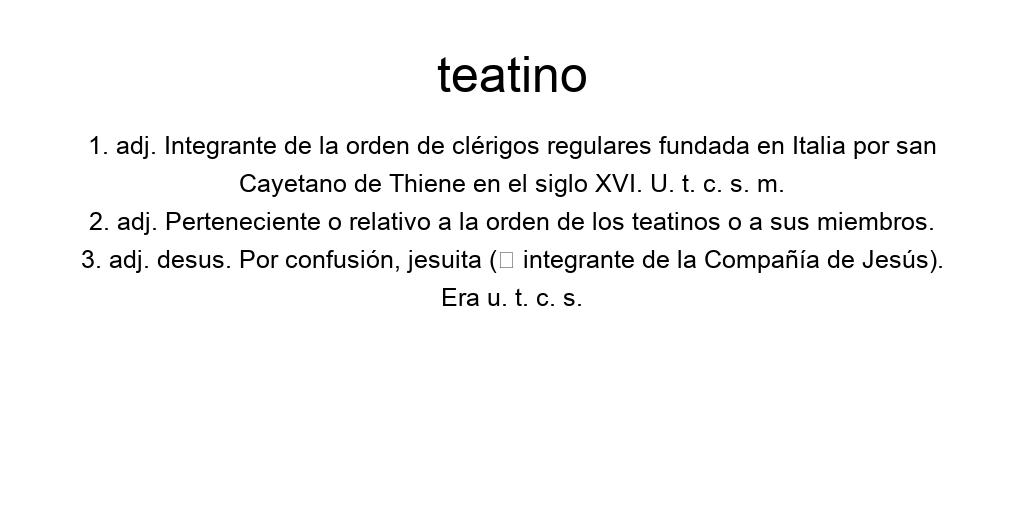 teatino
1. adj. Integrante de la orden de clérigos regulares fundada en Italia por san
Cayetano de Thiene en el siglo XVI. U. t. c. s. m.
2. adj. Perteneciente o relativo a la orden de los teatinos o a sus miembros.
3. adj. desus. Por confusión, jesuita (▯ integrante de la Compañía de Jesús).
Era u. t. c. s.